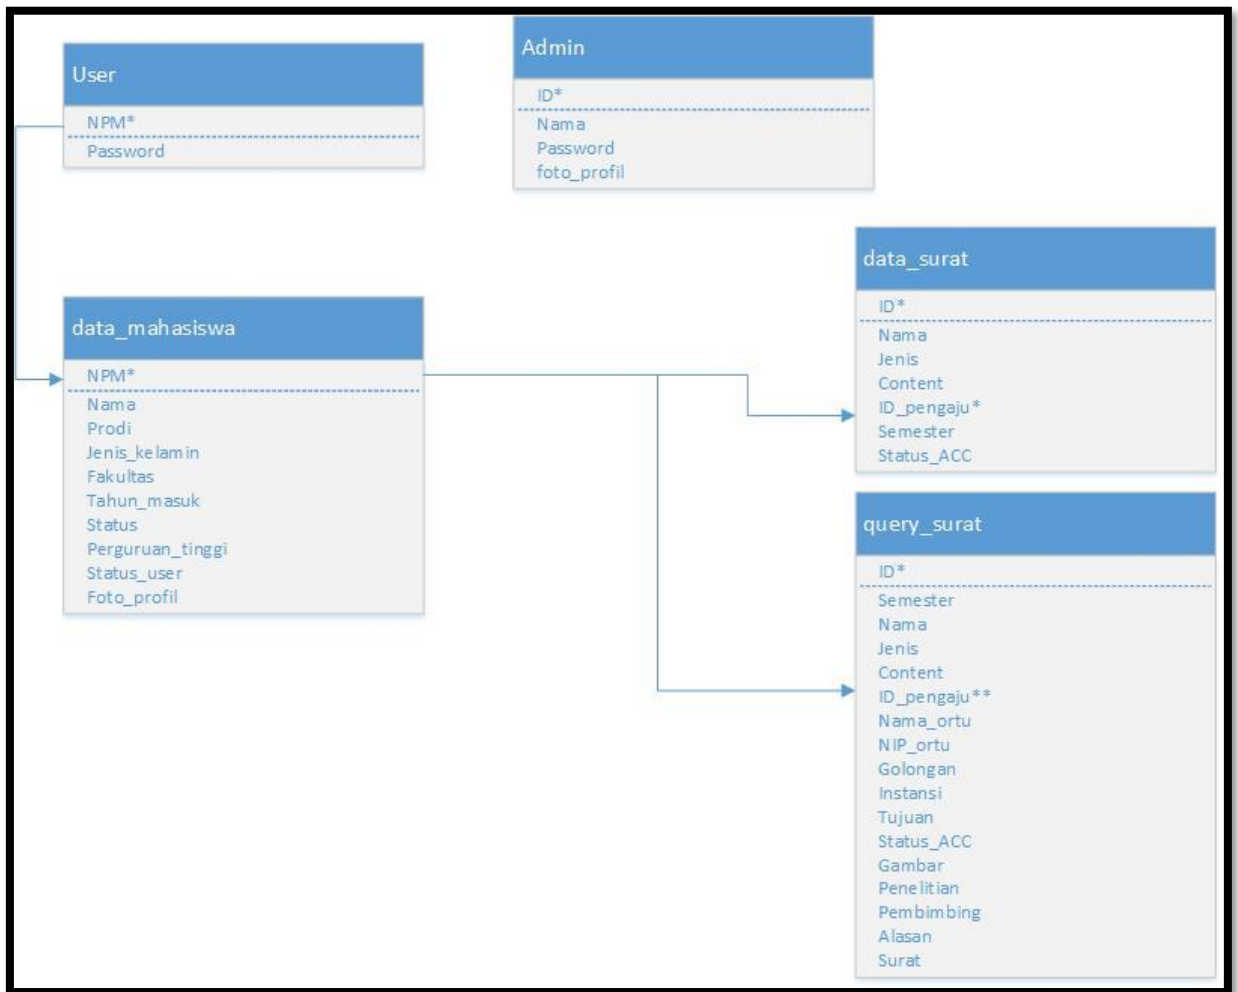 User
NPM*
Password
Admin
ID*
Nama
Password
foto_profil
data_mahasiswa
NPM*
Nama
Prodi
Jenis_kelamin
Fakultas
Tahun_masuk
Status
Perguruan_tinggi
Status_user
Foto_profil
data_surat
ID*
Nama
Jenis
Content
ID_pengaju*
Semester
Status_ACC
query_surat
ID*
Semester
Nama
Jenis
Content
ID_pengaju**
Nama_ortu
NIP_ortu
Golongan
Instansi
Tujuan
Status_ACC
Gambar
Penelitian
Pembimbing
Alasan
Surat